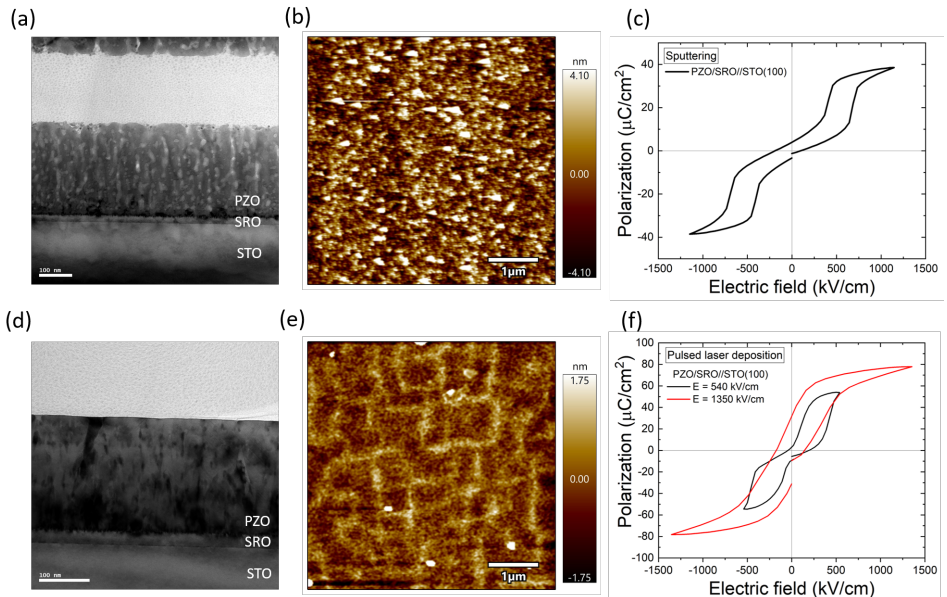 (a)
PZO
SRO
STO
100 nm
(b)
nm
4.10
0.00
-4.10
1μm
(c)
Sputtering
PZO/SRO//STO(100)
Polarization (μC/cm²)
40
20
0
-20
-40
-1500 -1000 -500 0 500 1000 1500
Electric field (kV/cm)
(d)
PZO
SRO
STO
100 nm
(e)
nm
1.75
0.00
-1.75
1μm
(f)
Pulsed laser deposition
PZO/SRO//STO(100)
E = 540 kV/cm
E = 1350 kV/cm
Polarization (μC/cm²)
100
80
60
40
20
0
-20
-40
-60
-80
-100
-1500 -1000 -500 0 500 1000 1500
Electric field (kV/cm)